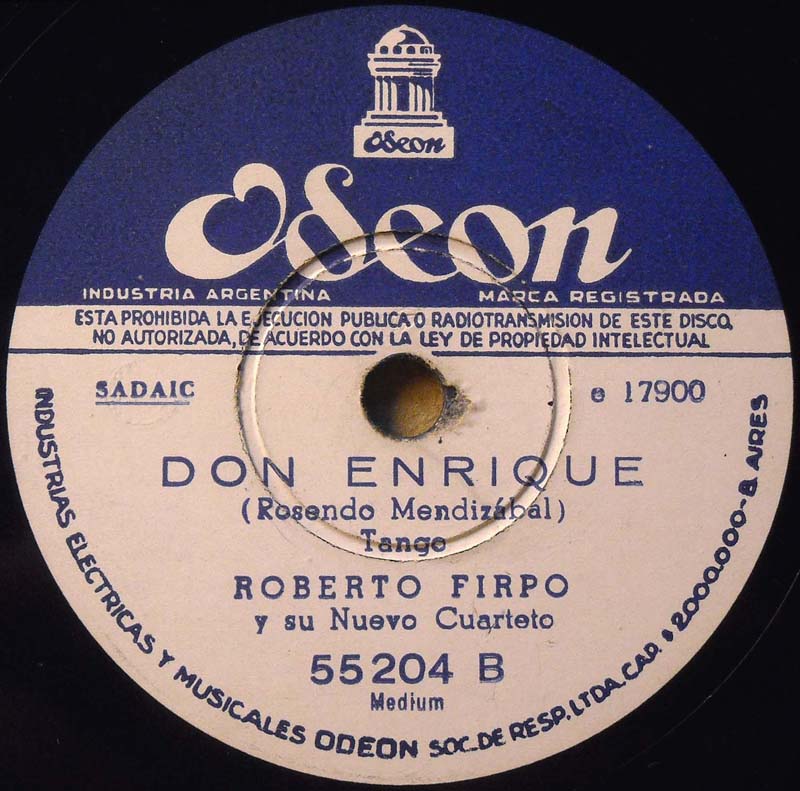 Odeon
Odeon
INDUSTRIA ARGENTINA MARCA REGISTRADA
ESTA PROHIBIDA LA EJECUCION PUBLICA O RADIOTRANSMISION DE ESTE DISCO,
NO AUTORIZADA, DE ACUERDO CON LA LEY DE PROPIEDAD INTELECTUAL
SADAIC e 17900
DON ENRIQUE
(Rosendo Mendizábal)
Tango
ROBERTO FIRPO
y su Nuevo Cuarteto
55204 B
Medium
INDUSTRIAS ELECTRICAS Y MUSICALES ODEON SOC. DE RESP. LTDA. CAP. $ 2000.000-B AIRES